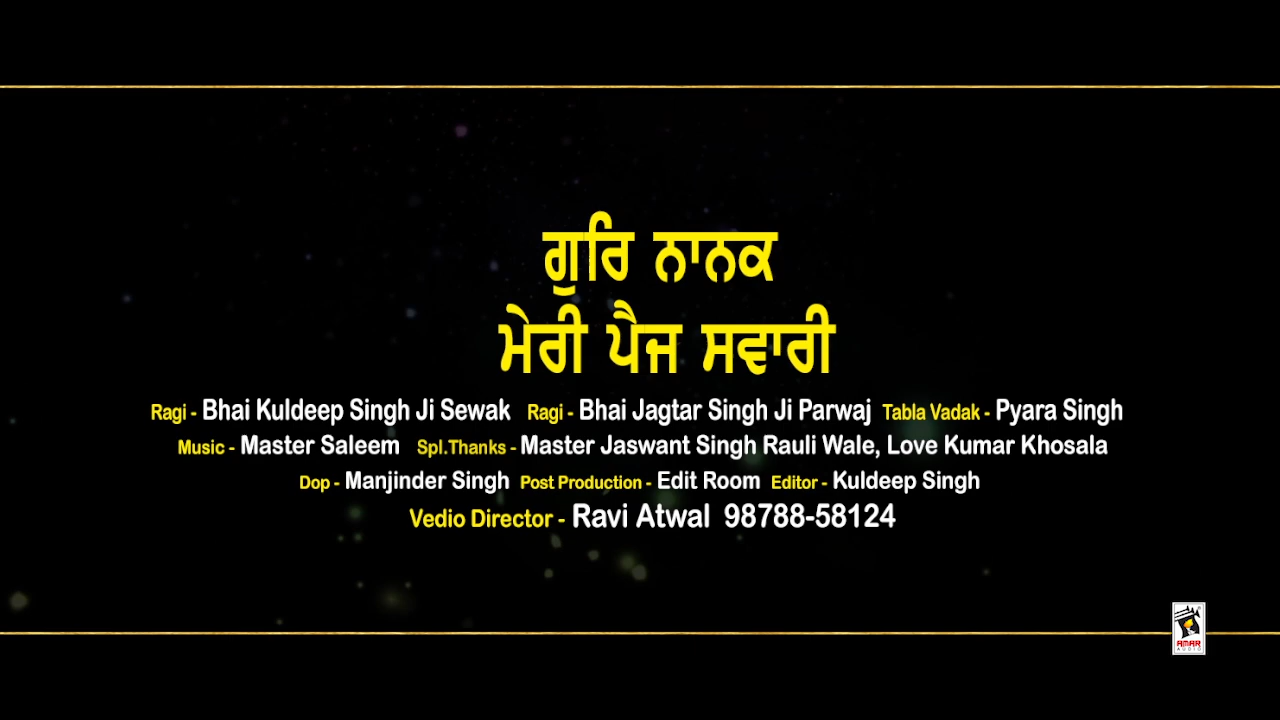 ਗੁਰਿ ਨਾਨਕ
ਮੇਰੀ ਪੈਜ ਸਵਾਰੀ
Ragi - Bhai Kuldeep Singh Ji Sewak Ragi - Bhai Jagtar Singh Ji Parwaj Tabla Vadak - Pyara Singh
Music - Master Saleem Spl.Thanks - Master Jaswant Singh Rauli Wale, Love Kumar Khosala
Dop - Manjinder Singh Post Production - Edit Room Editor - Kuldeep Singh
Vedio Director - Ravi Atwal 98788-58124
AMAR
AUDIO